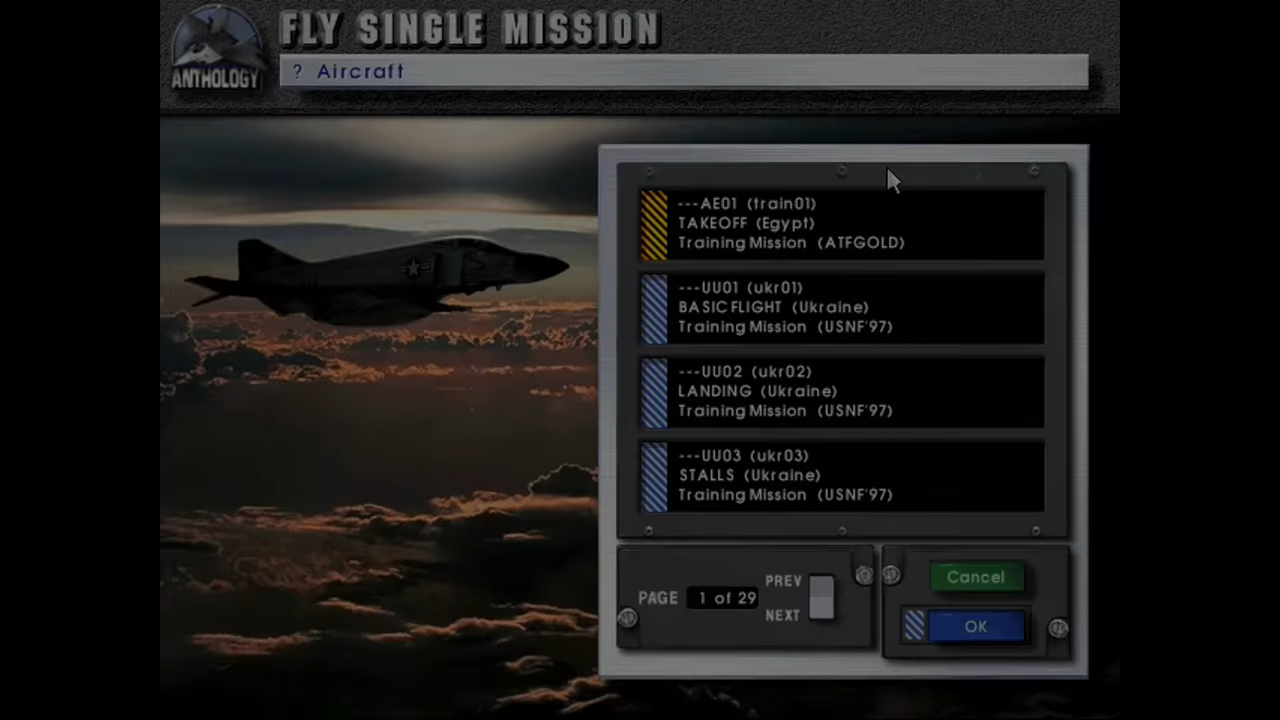 FLY SINGLE MISSION
ANTHOLOGY
? Aircraft
---AE01 (train01)
TAKEOFF (Egypt)
Training Mission (ATFGOLD)
---UU01 (ukr01)
BASIC FLIGHT (Ukraine)
Training Mission (USNF'97)
---UU02 (ukr02)
LANDING (Ukraine)
Training Mission (USNF'97)
---UU03 (ukr03)
STALLS (Ukraine)
Training Mission (USNF'97)
PAGE 1 of 29
PREV
NEXT
Cancel
OK